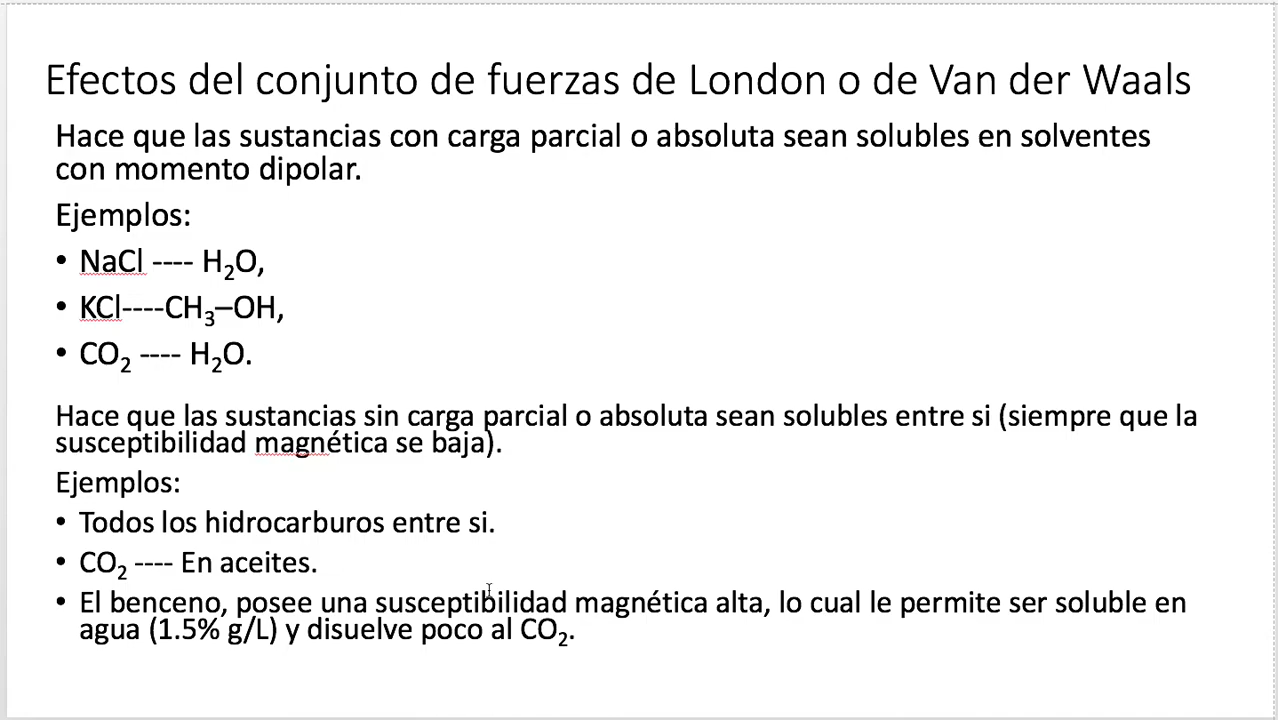 Efectos del conjunto de fuerzas de London o de Van der Waals
Hace que las sustancias con carga parcial o absoluta sean solubles en solventes
con momento dipolar.
Ejemplos:
• NaCl ---- H₂O,
• KCl----CH₃–OH,
• CO₂ ---- H₂O.
Hace que las sustancias sin carga parcial o absoluta sean solubles entre si (siempre que la
susceptibilidad magnética se baja).
Ejemplos:
• Todos los hidrocarburos entre si.
• CO₂ ---- En aceites.
• El benceno, posee una susceptibilidad magnética alta, lo cual le permite ser soluble en
agua (1.5% g/L) y disuelve poco al CO₂.